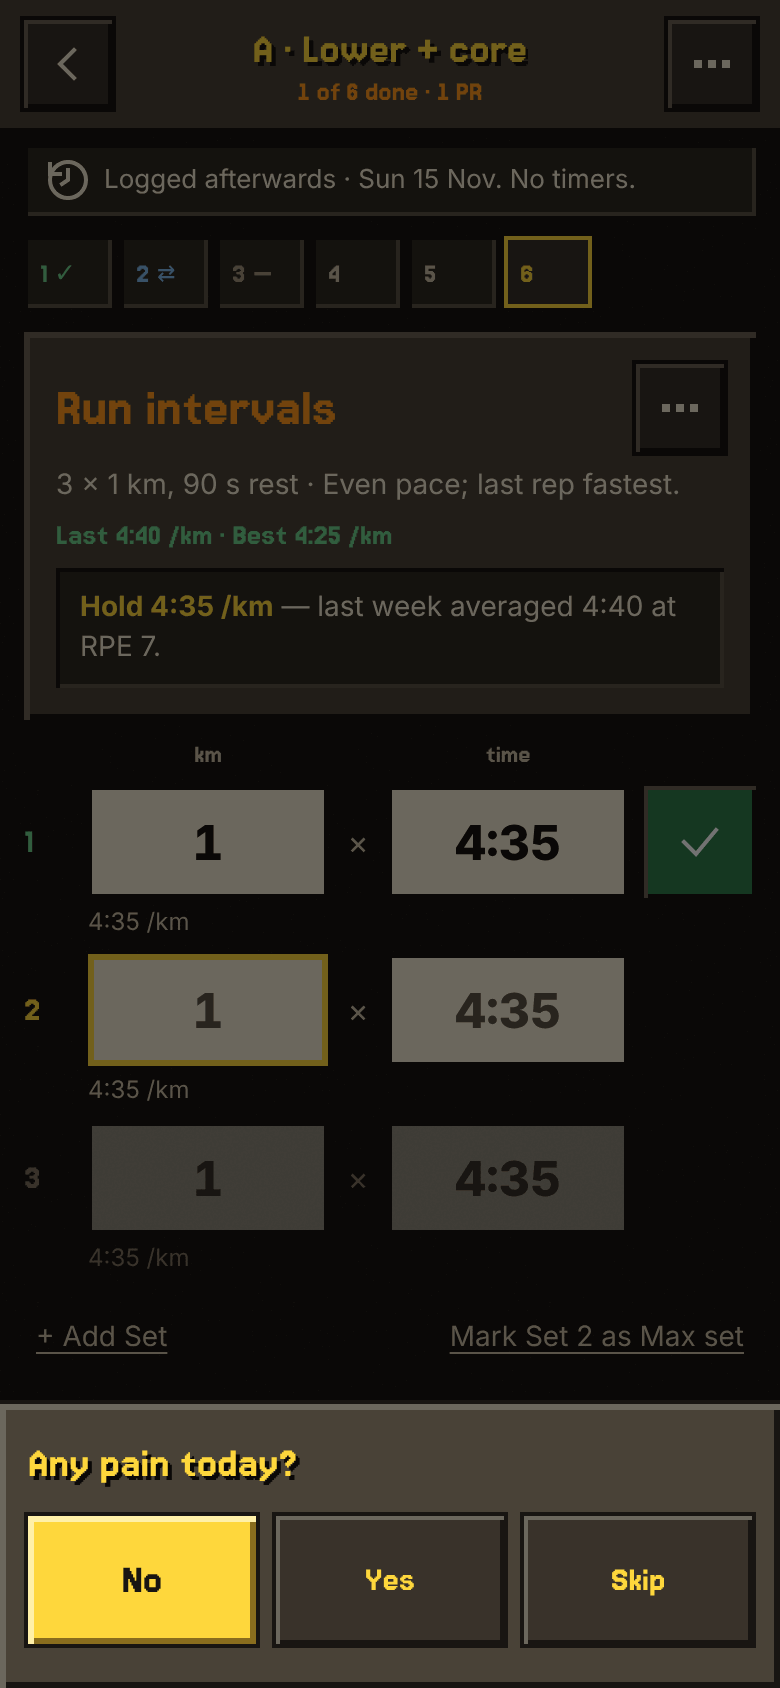 A · Lower + core
1 of 6 done · 1 PR
Logged afterwards · Sun 15 Nov. No timers.
1 ✓ 2 ⇄ 3 — 4 5 6
Run intervals
3 × 1 km, 90 s rest · Even pace; last rep fastest.
Last 4:40 /km · Best 4:25 /km
Hold 4:35 /km — last week averaged 4:40 at
RPE 7.
km time
1 1 × 4:35
4:35 /km
2 1 × 4:35
4:35 /km
3 1 × 4:35
4:35 /km
+ Add Set Mark Set 2 as Max set
Any pain today?
No Yes Skip